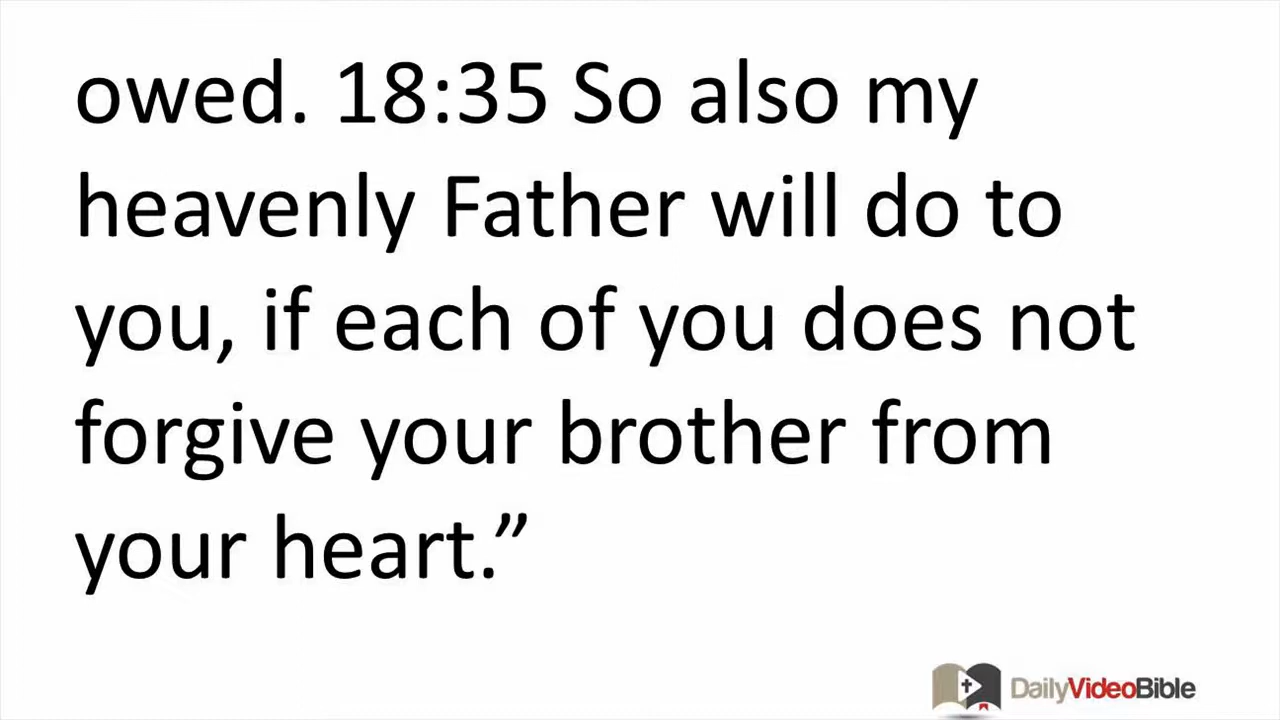 owed. 18:35 So also my
heavenly Father will do to
you, if each of you does not
forgive your brother from
your heart.”
DailyVideoBible